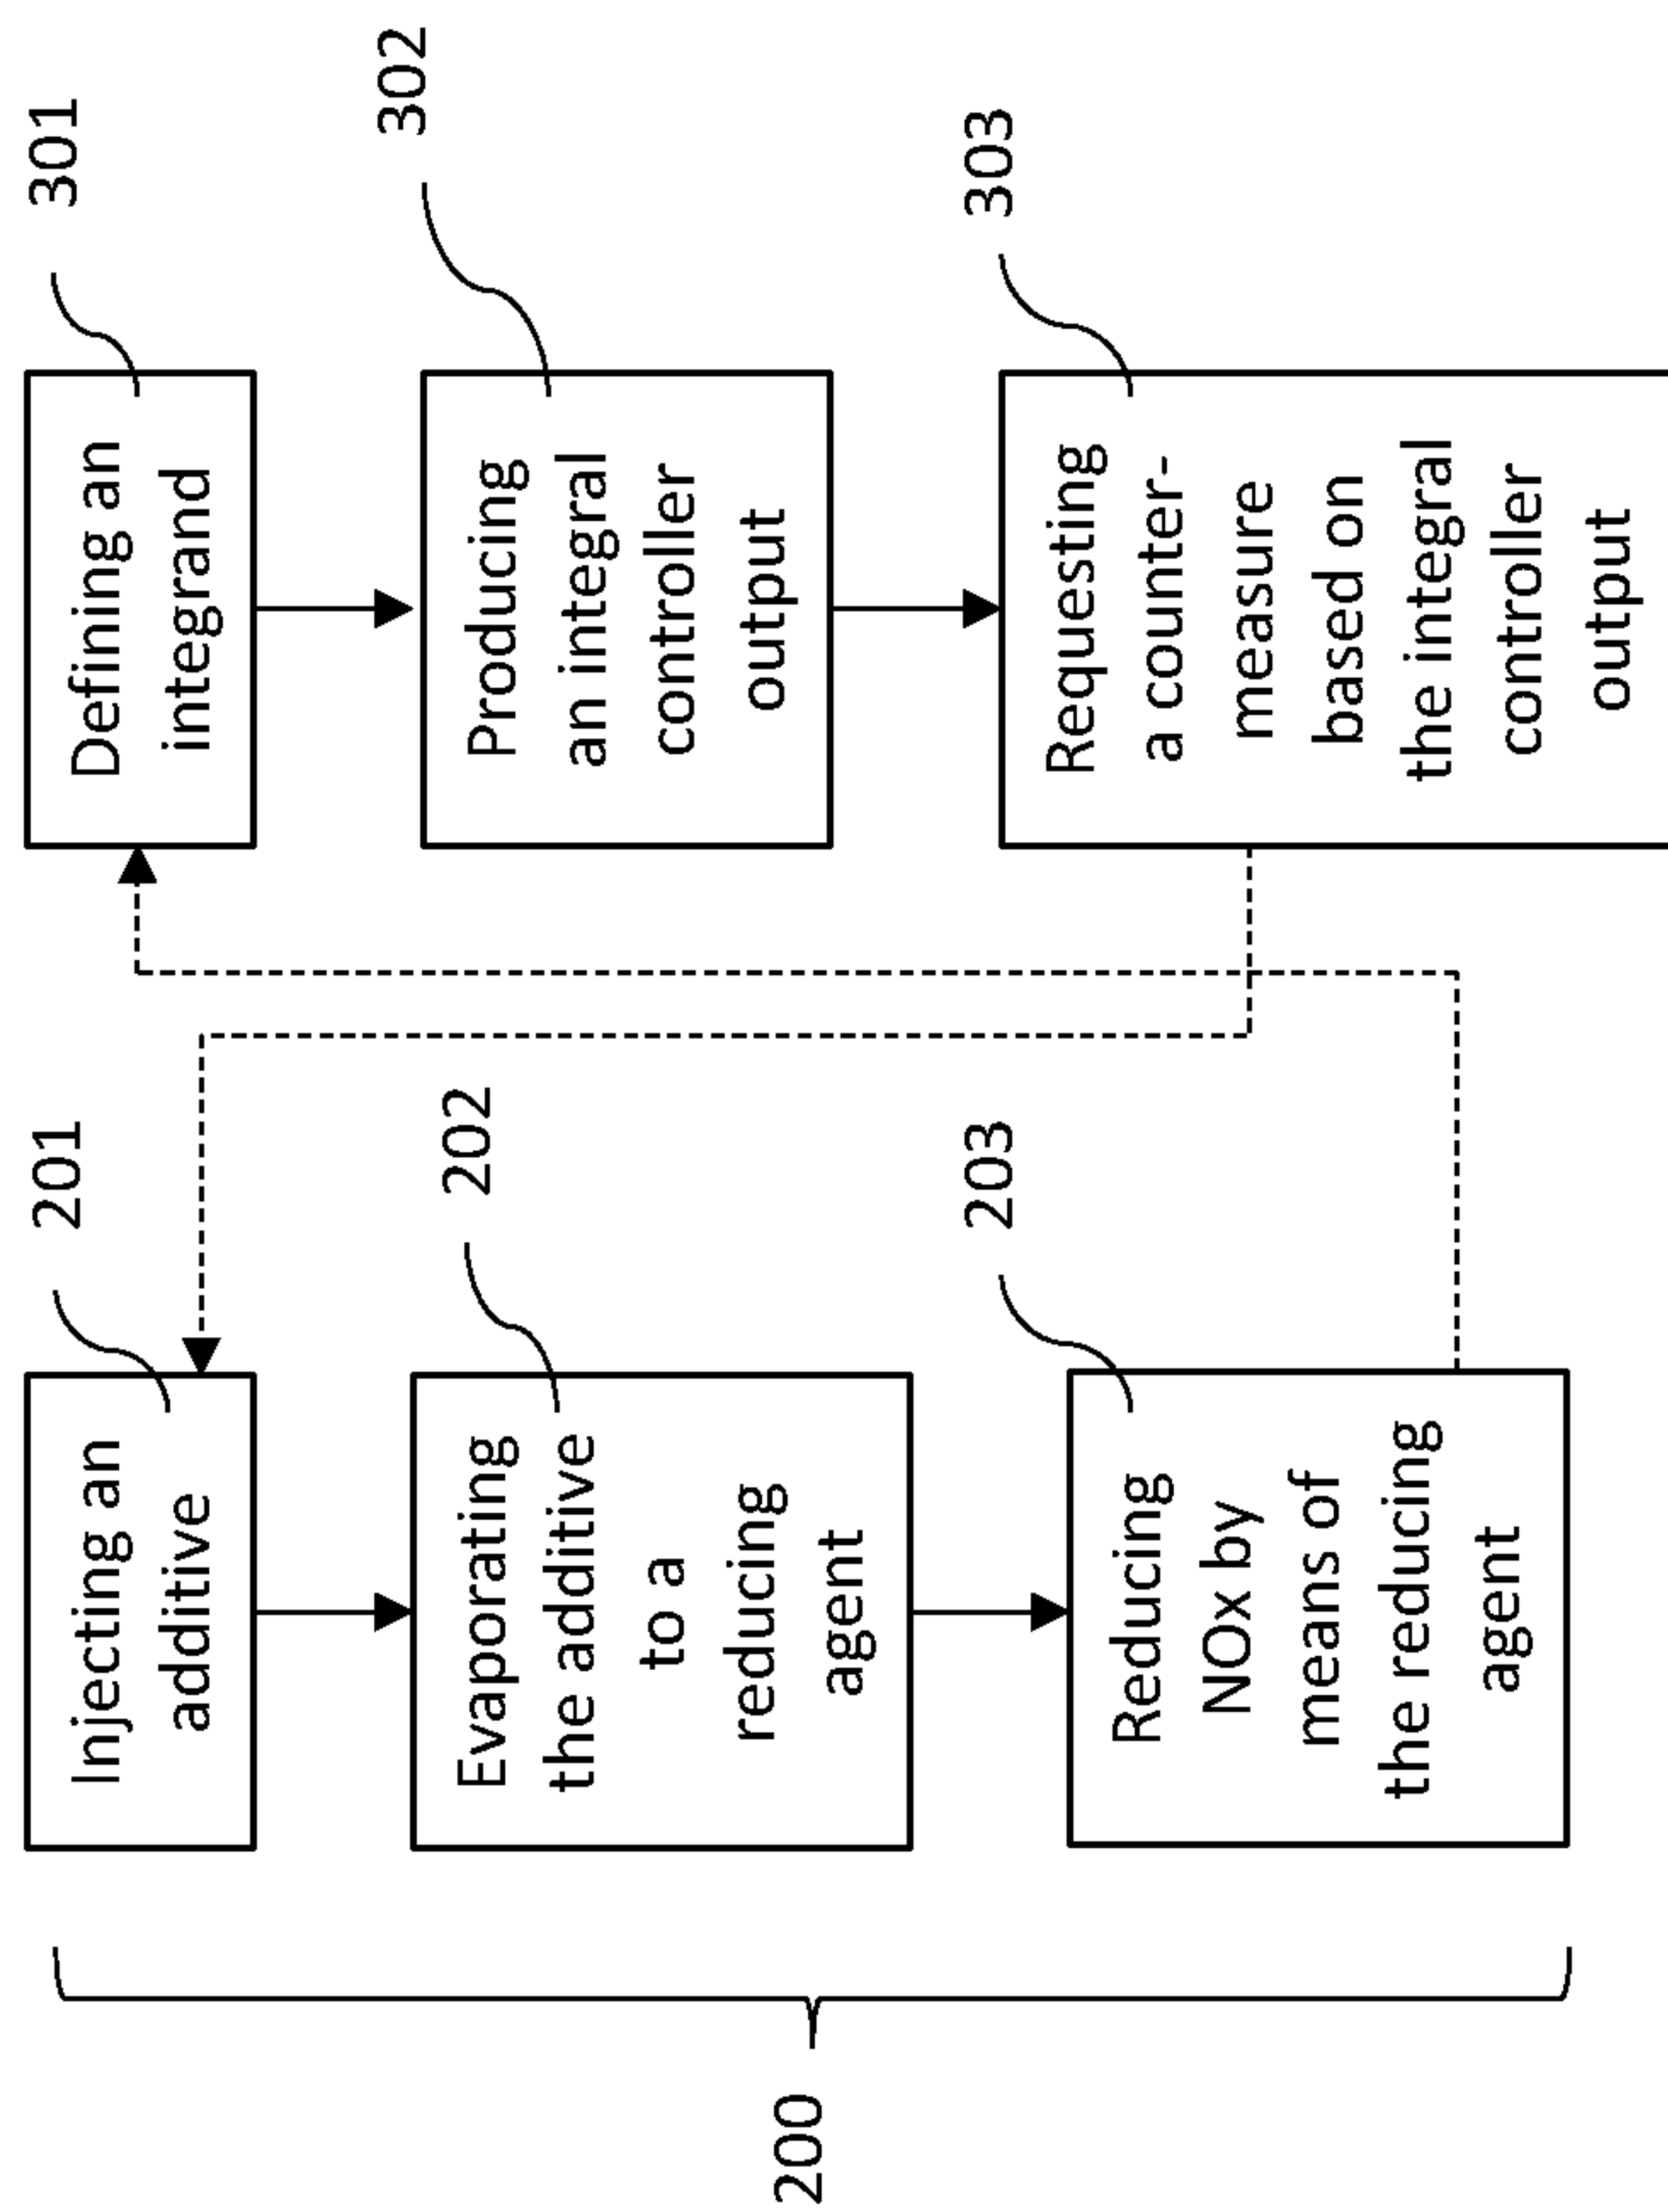 200
201
Injecting an
additive
202
Evaporating
the additive
to a
reducing
agent
203
Reducing
NOx by
means of
the reducing
agent
301
Defining an
integrand
302
Producing
an integral
controller
output
303
Requesting
a counter-
measure
based on
the integral
controller
output